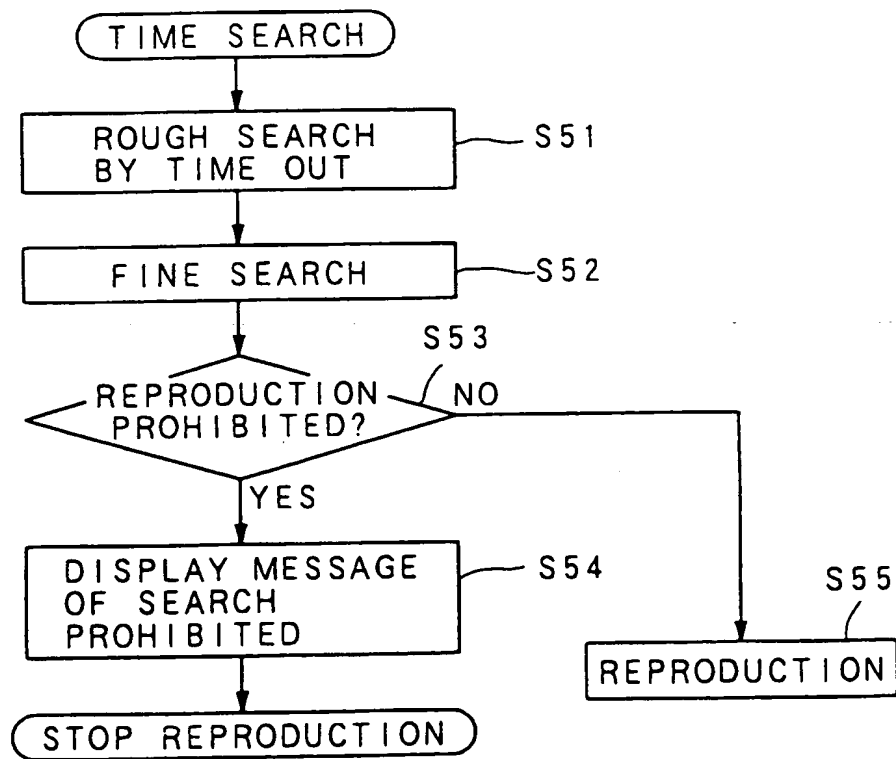 TIME SEARCH
ROUGH SEARCH
BY TIME OUT
S51
FINE SEARCH
S52
S53
REPRODUCTION
PROHIBITED?
NO
YES
DISPLAY MESSAGE
OF SEARCH
PROHIBITED
S54
S55
REPRODUCTION
STOP REPRODUCTION